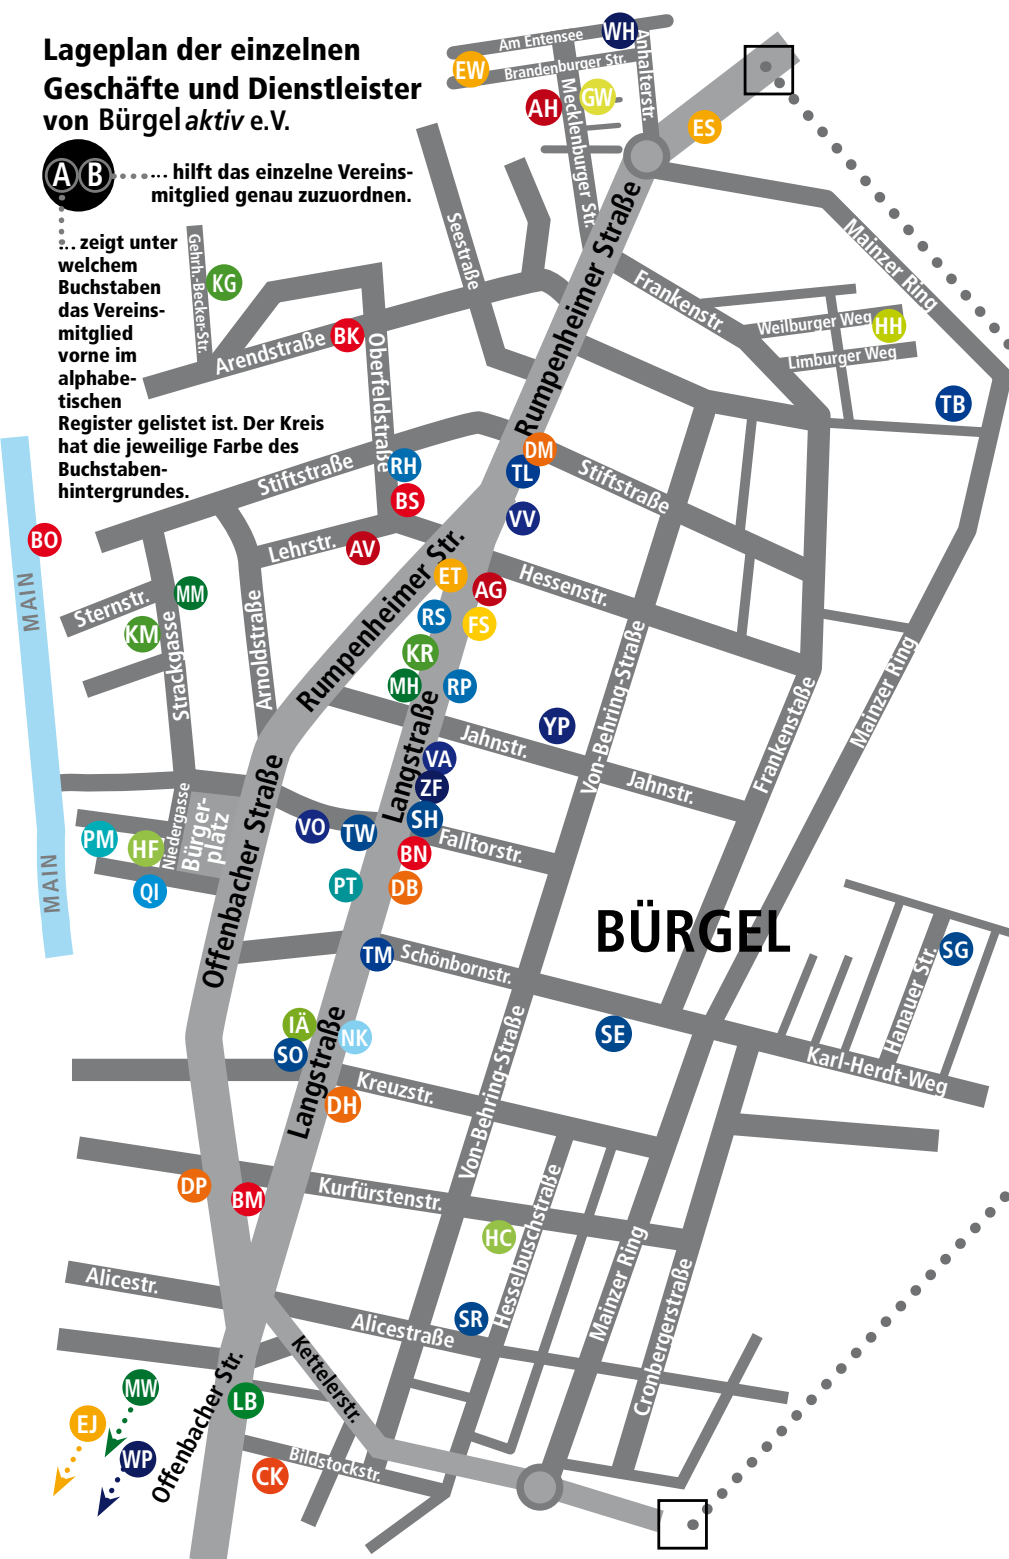 Lageplan der einzelnen
Geschäfte und Dienstleister
von Bürgel aktiv e.V.
A B
... hilft das einzelne Vereins-
mitglied genau zuzuordnen.
... zeigt unter
welchem
Buchstaben
das Vereins-
mitglied
vorne im
alphabe-
tischen
Register gelistet ist. Der Kreis
hat die jeweilige Farbe des
Buchstaben-
hintergrundes.
Am Entensee
WH
Anhalterstr.
EW
Brandenburger Str.
AH
GW
Mecklenburger Str.
ES
Seestraße
Gehrh.-Becker-Str.
KG
Rumpenheimer Straße
Mainzer Ring
Frankenstr.
Weilburger Weg
HH
Limburger Weg
Arendstraße
BK
Oberfeldstraße
TB
DM
TL
Stiftstraße
RH
BS
Stiftstraße
VV
BO
MAIN
Lehrstr.
AV
Rumpenheimer Str.
ET
AG
Hessenstr.
Sternstr.
MM
KM
Strackgasse
Arnoldstraße
RS
FS
KR
MH
RP
Langstraße
Jahnstr.
YP
Von-Behring-Straße
Jahnstr.
Frankenstaße
Mainzer Ring
VA
ZF
SH
Falltorstr.
VO
TW
BN
PT
DB
Offenbacher Straße
Niedergasse
Bürger-
platz
PM
HF
QI
MAIN
BÜRGEL
TM
Schönbornstr.
SG
Hanauer Str.
SE
Karl-Herdt-Weg
IÄ
NK
SO
Langstraße
Kreuzstr.
DH
Von-Behring-Straße
DP
BM
Kurfürstenstr.
HC
Hesselbuschstraße
Mainzer Ring
Cronbergerstraße
Alicestr.
Alicestraße
SR
Kettelerstr.
Offenbacher Str.
MW
LB
EJ
WP
CK
Bildstockstr.